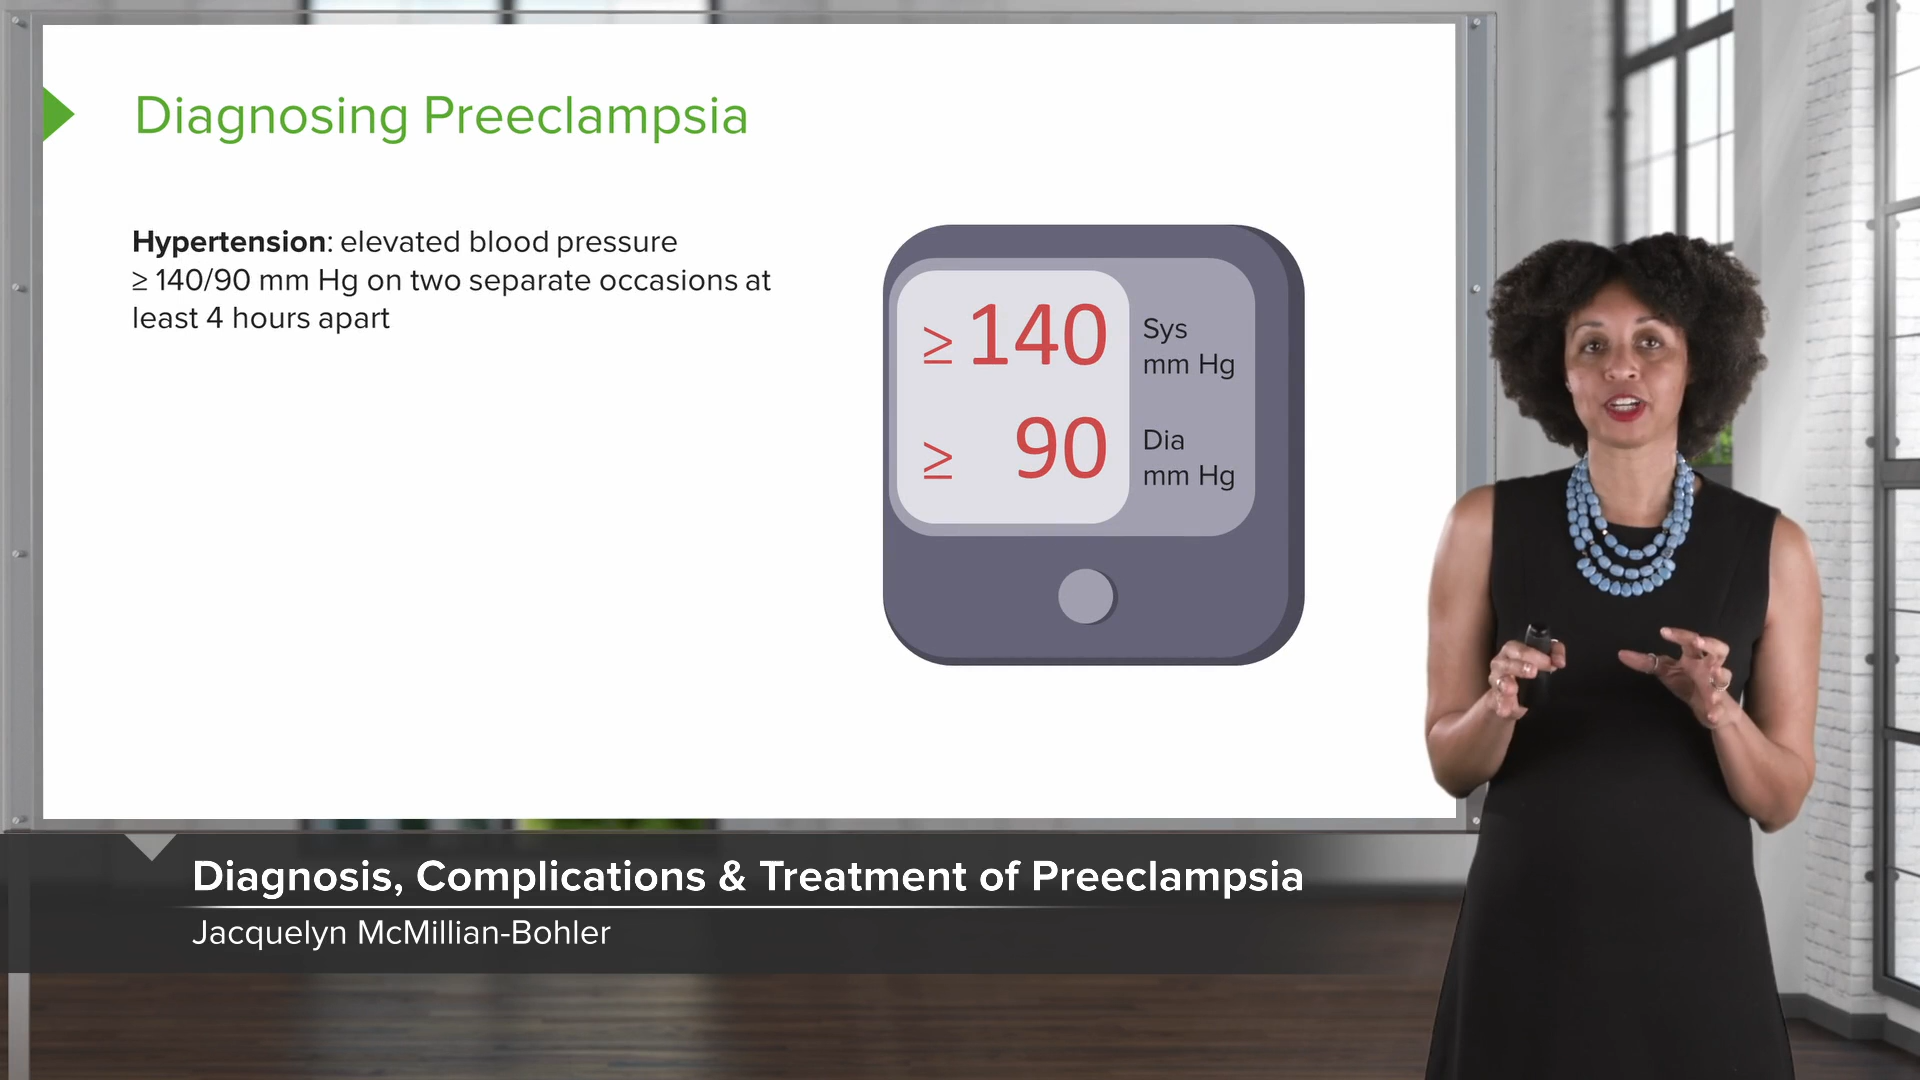 Diagnosing Preeclampsia
Hypertension: elevated blood pressure
≥ 140/90 mm Hg on two separate occasions at
least 4 hours apart
≥ 140 Sys
mm Hg
≥ 90 Dia
mm Hg
Diagnosis, Complications & Treatment of Preeclampsia
Jacquelyn McMillian-Bohler